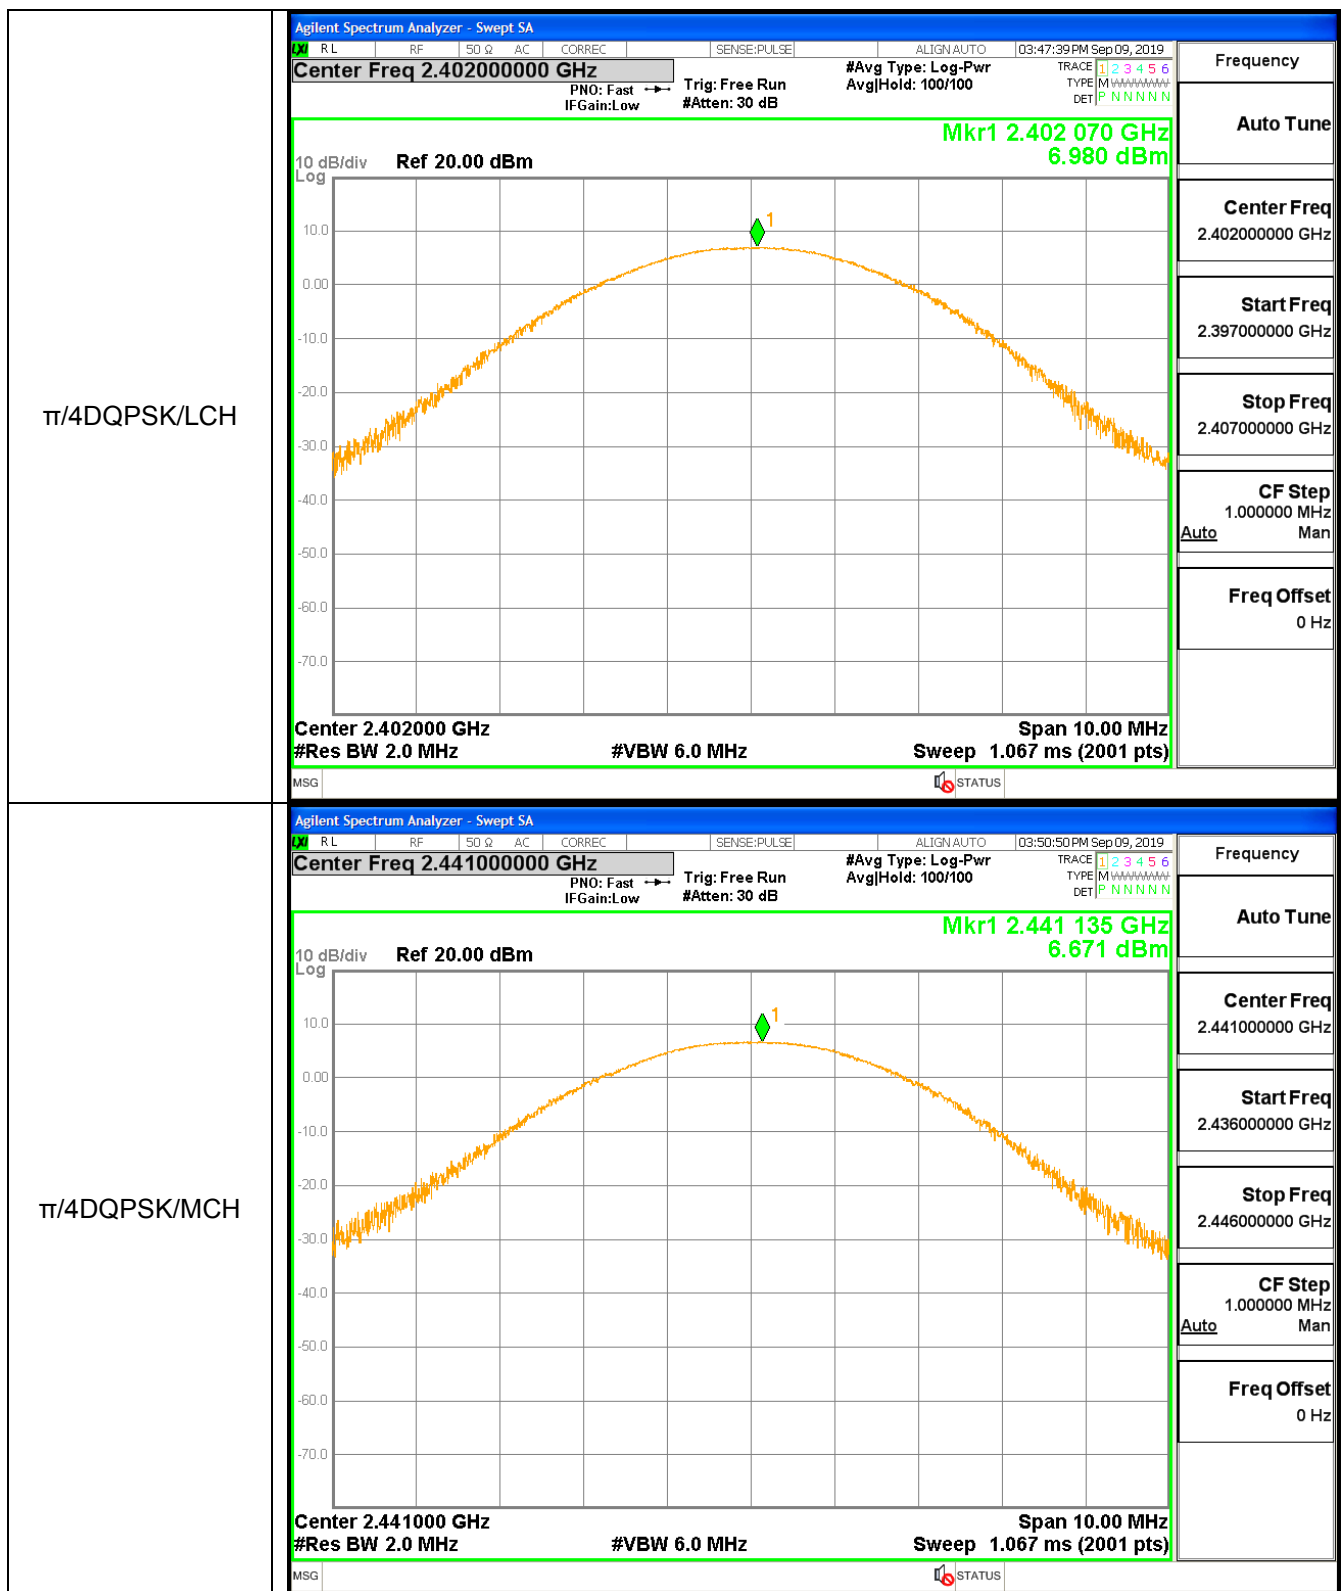 π/4DQPSK/LCH
Agilent Spectrum Analyzer - Swept SA
LXI RL RF 50 Ω AC CORREC SENSE:PULSE ALIGN AUTO 03:47:39 PM Sep 09, 2019
Center Freq 2.402000000 GHz
PNO: Fast
IFGain:Low
Trig: Free Run
#Atten: 30 dB
#Avg Type: Log-Pwr
Avg|Hold: 100/100
TRACE 1 2 3 4 5 6
TYPE M
DET P N N N N N
Mkr1 2.402 070 GHz
6.980 dBm
10 dB/div Ref 20.00 dBm
Log
10.0
0.00
-10.0
-20.0
-30.0
-40.0
-50.0
-60.0
-70.0
1
Center 2.402000 GHz Span 10.00 MHz
#Res BW 2.0 MHz #VBW 6.0 MHz Sweep 1.067 ms (2001 pts)
MSG STATUS
Frequency
Auto Tune
Center Freq
2.402000000 GHz
Start Freq
2.397000000 GHz
Stop Freq
2.407000000 GHz
CF Step
1.000000 MHz
Auto Man
Freq Offset
0 Hz
π/4DQPSK/MCH
Agilent Spectrum Analyzer - Swept SA
LXI RL RF 50 Ω AC CORREC SENSE:PULSE ALIGN AUTO 03:50:50 PM Sep 09, 2019
Center Freq 2.441000000 GHz
PNO: Fast
IFGain:Low
Trig: Free Run
#Atten: 30 dB
#Avg Type: Log-Pwr
Avg|Hold: 100/100
TRACE 1 2 3 4 5 6
TYPE M
DET P N N N N N
Mkr1 2.441 135 GHz
6.671 dBm
10 dB/div Ref 20.00 dBm
Log
10.0
0.00
-10.0
-20.0
-30.0
-40.0
-50.0
-60.0
-70.0
1
Center 2.441000 GHz Span 10.00 MHz
#Res BW 2.0 MHz #VBW 6.0 MHz Sweep 1.067 ms (2001 pts)
MSG STATUS
Frequency
Auto Tune
Center Freq
2.441000000 GHz
Start Freq
2.436000000 GHz
Stop Freq
2.446000000 GHz
CF Step
1.000000 MHz
Auto Man
Freq Offset
0 Hz